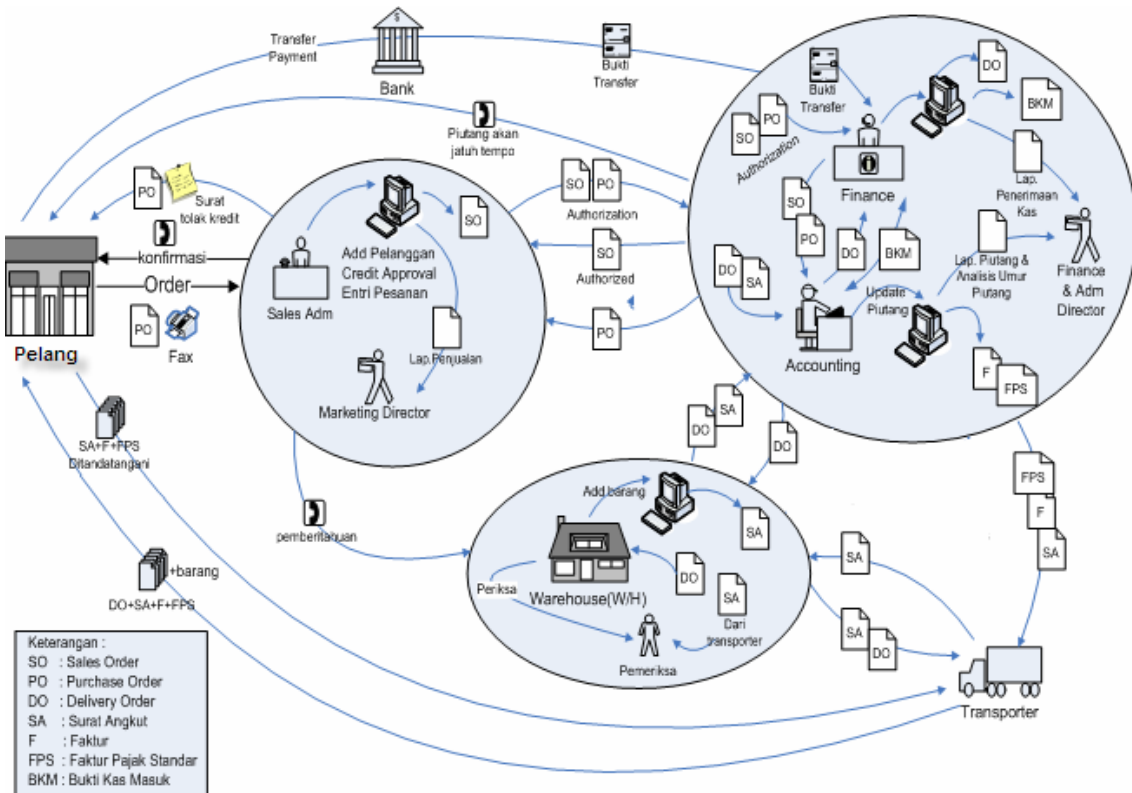 Transfer
Payment
Bank
Bukti
Transfer
Piutang akan
jatuh tempo
PO
Surat
tolak kredit
konfirmasi
Order
PO
Fax
Pelang
SO
Add Pelanggan
Credit Approval
Entri Pesanan
Sales Adm
Lap.Penjualan
Marketing Director
SO
PO
Authorization
SO
Authorized
PO
Bukti
Transfer
DO
BKM
SO
PO
Authorization
Finance
Lap.
Penerimaan
Kas
SO
PO
DO
BKM
Lap. Piutang &
Analisis Umur
Piutang
Finance
& Adm
Director
DO
SA
Update
Piutang
Accounting
F
FPS
SA+F+FPS
Ditandatangani
pemberitahuan
+barang
DO+SA+F+FPS
DO
SA
DO
Add barang
SA
Periksa
Warehouse(W/H)
DO
SA
Dari
transporter
Pemeriksa
SA
SA
DO
FPS
F
SA
Transporter
Keterangan :
SO : Sales Order
PO : Purchase Order
DO : Delivery Order
SA : Surat Angkut
F : Faktur
FPS : Faktur Pajak Standar
BKM : Bukti Kas Masuk